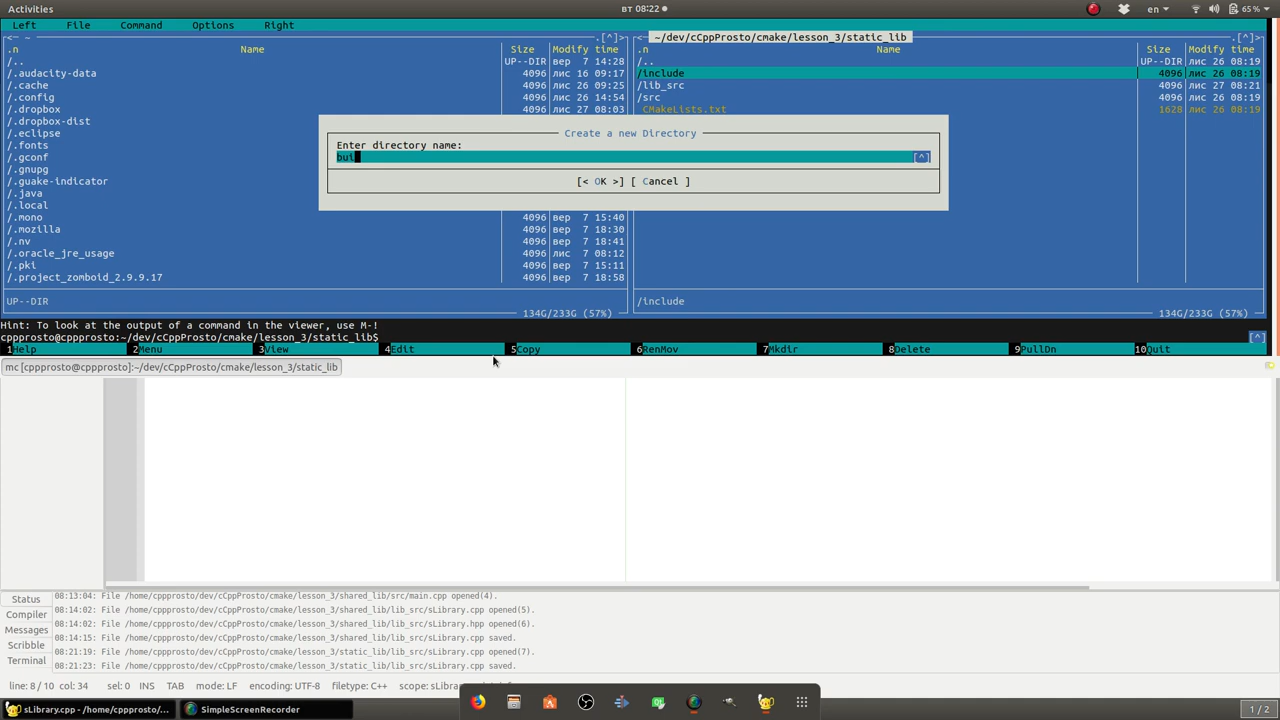 Activities
вт 08:22
en
65 %
Left File Command Options Right
<─ ~ .[^]>
.n Name Size Modify time
/.. UP--DIR вер 7 14:28
/.audacity-data 4096 лис 16 09:17
/.cache 4096 лис 26 09:25
/.config 4096 лис 26 14:54
/.dropbox 4096 лис 27 08:03
/.dropbox-dist
/.eclipse
/.fonts
/.gconf
/.gnupg
/.guake-indicator
/.java
/.local
/.mono 4096 вер 7 15:40
/.mozilla 4096 вер 7 18:30
/.nv 4096 вер 7 18:41
/.oracle_jre_usage 4096 лис 7 08:12
/.pki 4096 вер 7 15:11
/.project_zomboid_2.9.9.17 4096 вер 7 18:58
UP--DIR
134G/233G (57%)
<─ ~/dev/cCppProsto/cmake/lesson_3/static_lib .[^]>
.n Name Size Modify time
/.. UP--DIR лис 26 08:19
/include 4096 лис 26 08:19
/lib_src 4096 лис 27 08:21
/src 4096 лис 26 08:19
CMakeLists.txt 1628 лис 26 08:19
/include
134G/233G (57%)
Create a new Directory
Enter directory name:
bui [^]
[< OK >] [ Cancel ]
Hint: To look at the output of a command in the viewer, use M-!
cppprosto@cppprosto:~/dev/cCppProsto/cmake/lesson_3/static_lib$ [^]
1Help 2Menu 3View 4Edit 5Copy 6RenMov 7Mkdir 8Delete 9PullDn 10Quit
mc [cppprosto@cppprosto]:~/dev/cCppProsto/cmake/lesson_3/static_lib
Status
Compiler
Messages
Scribble
Terminal
08:13:04: File /home/cppprosto/dev/cCppProsto/cmake/lesson_3/shared_lib/src/main.cpp opened(4).
08:14:02: File /home/cppprosto/dev/cCppProsto/cmake/lesson_3/shared_lib/lib_src/sLibrary.cpp opened(5).
08:14:02: File /home/cppprosto/dev/cCppProsto/cmake/lesson_3/shared_lib/lib_src/sLibrary.hpp opened(6).
08:14:15: File /home/cppprosto/dev/cCppProsto/cmake/lesson_3/shared_lib/lib_src/sLibrary.cpp saved.
08:21:19: File /home/cppprosto/dev/cCppProsto/cmake/lesson_3/static_lib/lib_src/sLibrary.cpp opened(7).
08:21:23: File /home/cppprosto/dev/cCppProsto/cmake/lesson_3/static_lib/lib_src/sLibrary.cpp saved.
line: 8 / 10 col: 34 sel: 0 INS TAB mode: LF encoding: UTF-8 filetype: C++ scope: sLibr
sLibrary.cpp - /home/cppprosto/... SimpleScreenRecorder 1 / 2